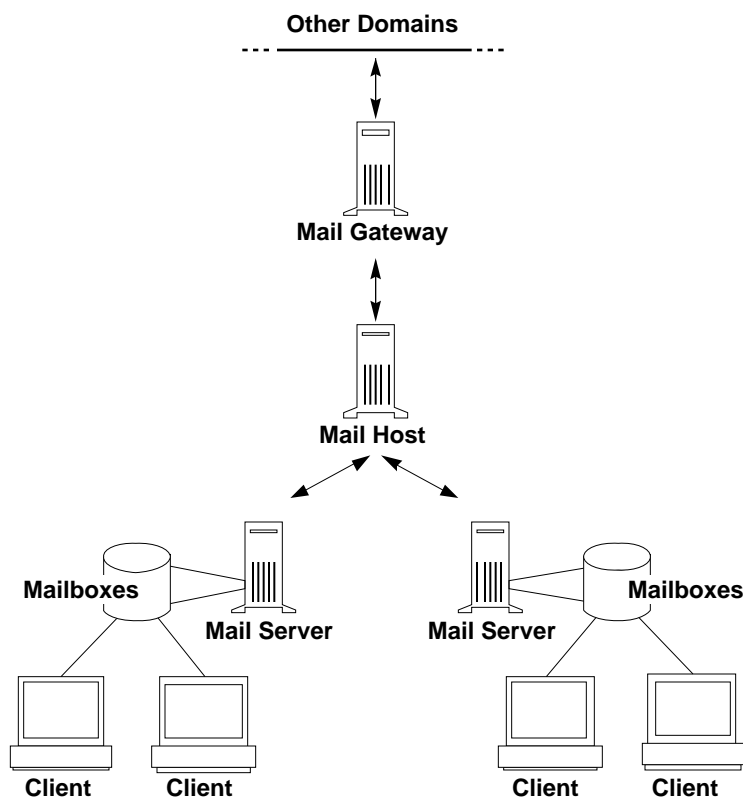 Other Domains
Mail Gateway
Mail Host
Mailboxes
Mail Server
Mail Server
Mailboxes
Client
Client
Client
Client